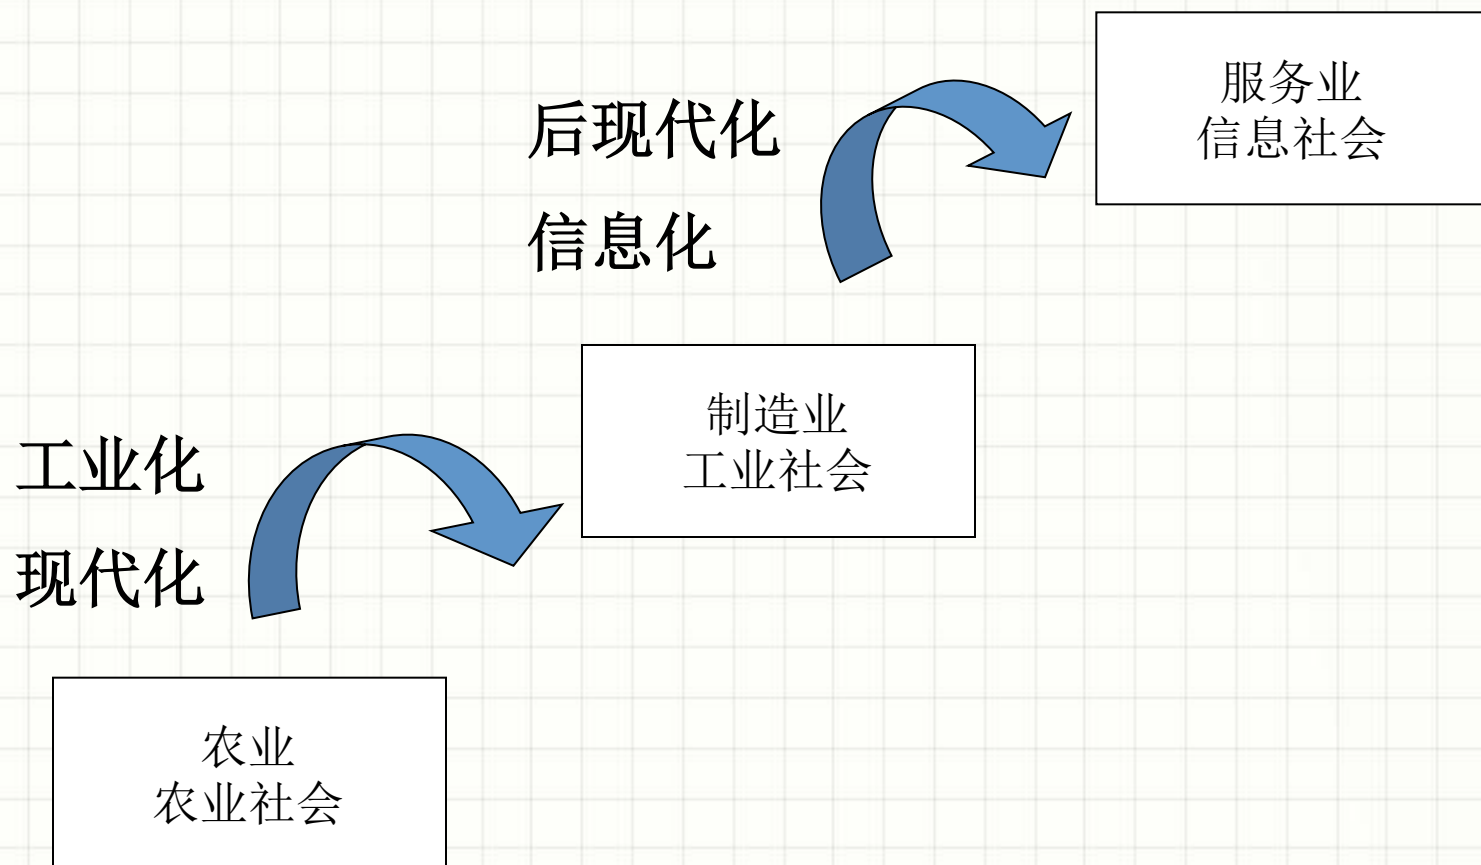 服务业
信息社会
后现代化
信息化
制造业
工业社会
工业化
现代化
农业
农业社会